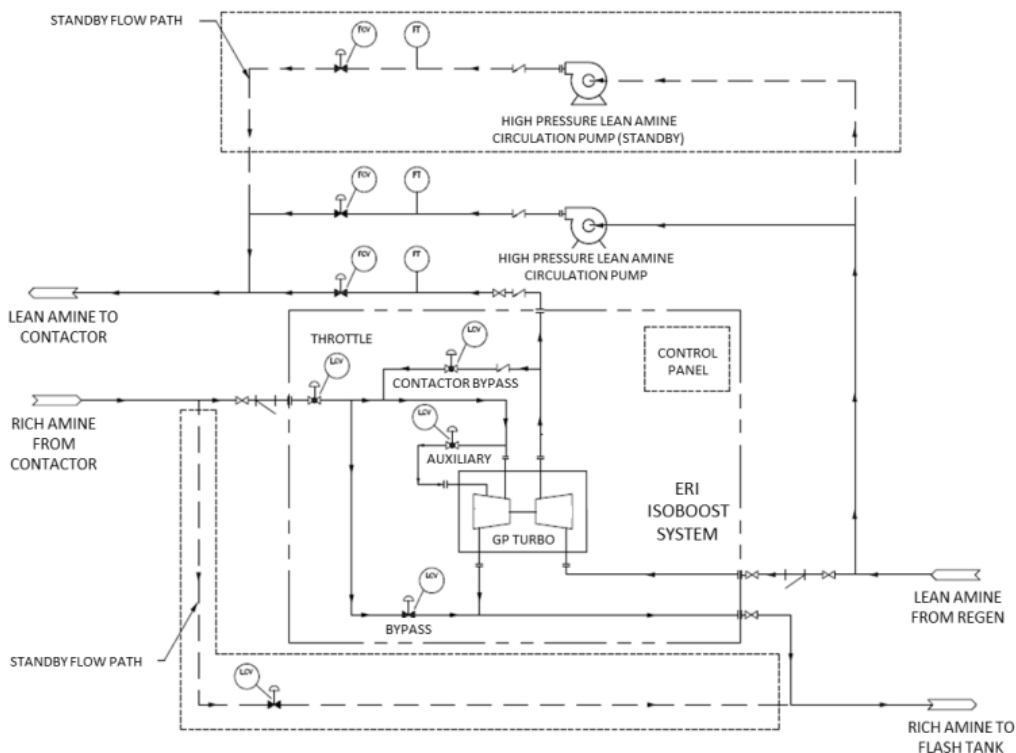 STANDBY FLOW PATH
FCV
FT
HIGH PRESSURE LEAN AMINE
CIRCULATION PUMP (STANDBY)
FCV
FT
HIGH PRESSURE LEAN AMINE
CIRCULATION PUMP
FCV
FT
LEAN AMINE TO
CONTACTOR
THROTTLE
LCV
LCV
CONTACTOR BYPASS
CONTROL
PANEL
RICH AMINE
FROM
CONTACTOR
LCV
AUXILIARY
ERI
ISOBOOST
SYSTEM
GP TURBO
LCV
BYPASS
LEAN AMINE
FROM REGEN
STANDBY FLOW PATH
LCV
RICH AMINE TO
FLASH TANK